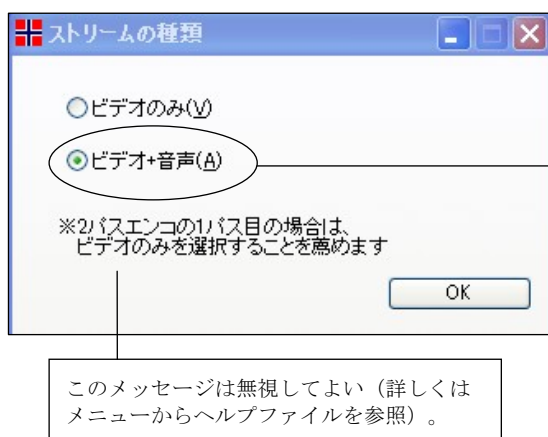 ストリームの種類
ビデオのみ(V)
ビデオ+音声(A)
※2パスエンコの1パス目の場合は、
ビデオのみを選択することを薦めます
OK
このメッセージは無視してよい（詳しくは
メニューからヘルプファイルを参照）。